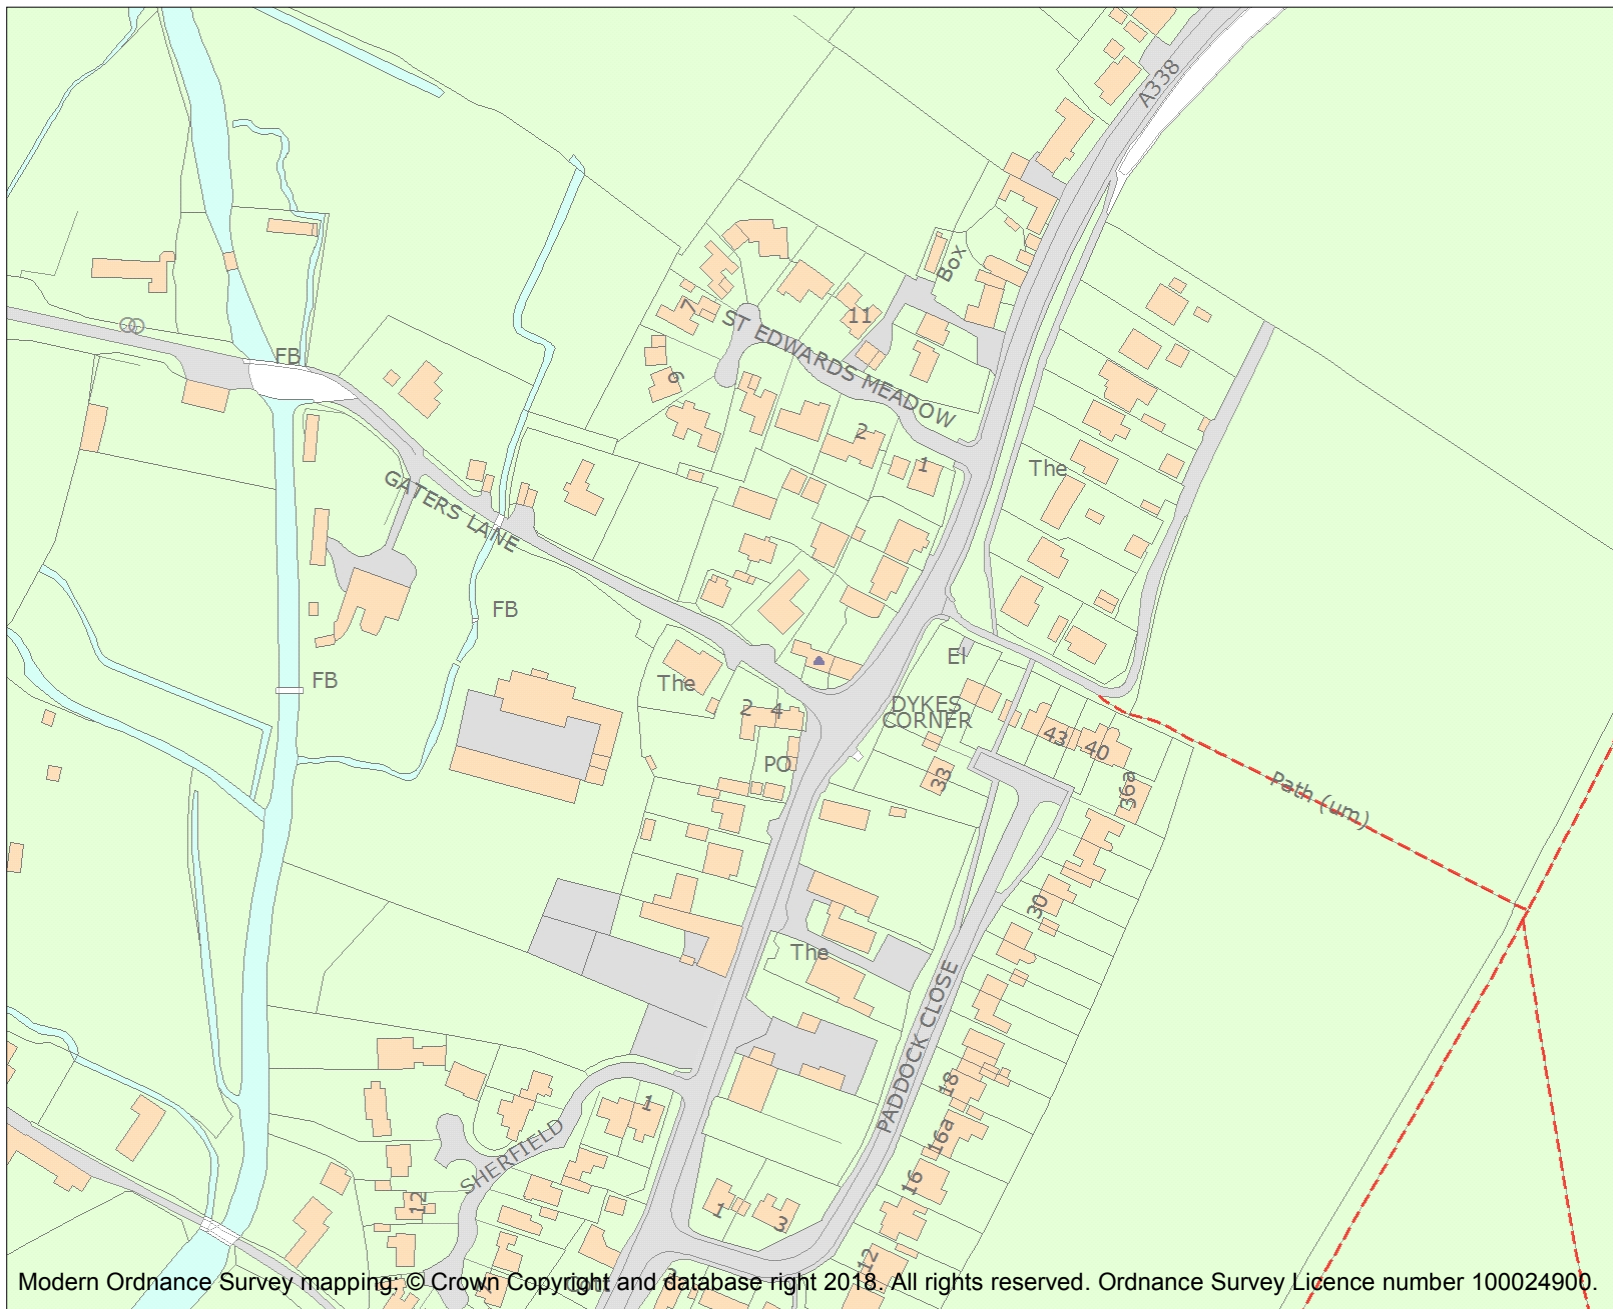 A338
Box
FB
7
ST EDWARDS MEADOW
11
6
2
1
The
GATERS LANE
FB
FB
El
The
DYKES
CORNER
2
4
43
40
PO
33
36a
Path (um)
30
The
PADDOCK CLOSE
18
1
16a
SHERFIELD
16
12
1
3
12
Modern Ordnance Survey mapping: © Crown Copyright and database right 2018. All rights reserved. Ordnance Survey Licence number 100024900.